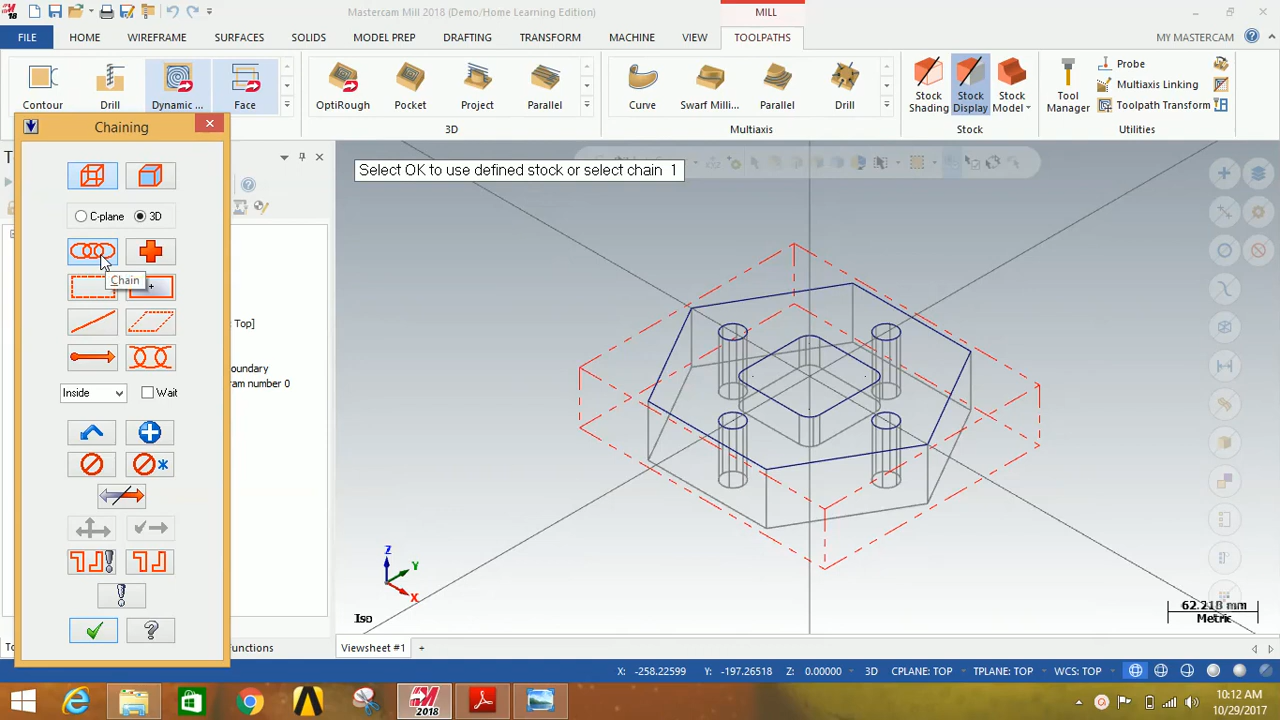 18
Mastercam Mill 2018 (Demo/Home Learning Edition)
MILL
FILE
HOME
WIREFRAME
SURFACES
SOLIDS
MODEL PREP
DRAFTING
TRANSFORM
MACHINE
VIEW
TOOLPATHS
MY MASTERCAM
Contour
Drill
Dynamic ...
Face
OptiRough
Pocket
Project
Parallel
3D
Curve
Swarf Milli...
Parallel
Drill
Multiaxis
Stock Shading
Stock Display
Stock Model
Stock
Tool Manager
Probe
Multiaxis Linking
Toolpath Transform
Utilities
Chaining
C-plane
3D
Chain
Inside
Wait
Top]
boundary
ram number 0
Select OK to use defined stock or select chain 1
Z
Y
X
Iso
62.218 mm
Metric
unctions
Viewsheet #1
+
X: -258.22599
Y: -197.26518
Z: 0.00000
3D
CPLANE: TOP
TPLANE: TOP
WCS: TOP
2018
10:12 AM
10/29/2017